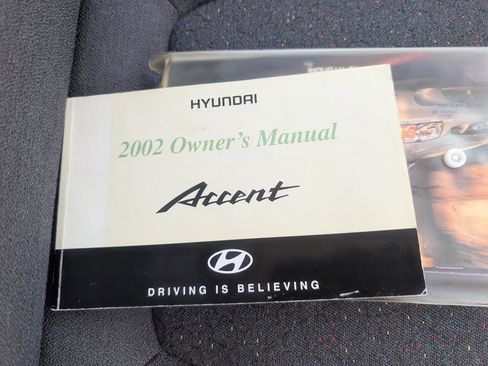 HYUNDAI
2002 Owner's Manual
Accent
DRIVING IS BELIEVING